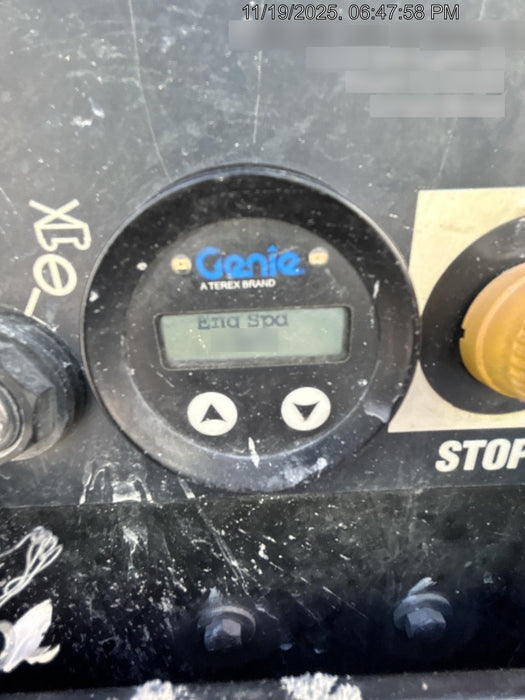 11/19/2025, 06:47:58 PM
Genie
A TEREX BRAND
Eng Spd
STOP